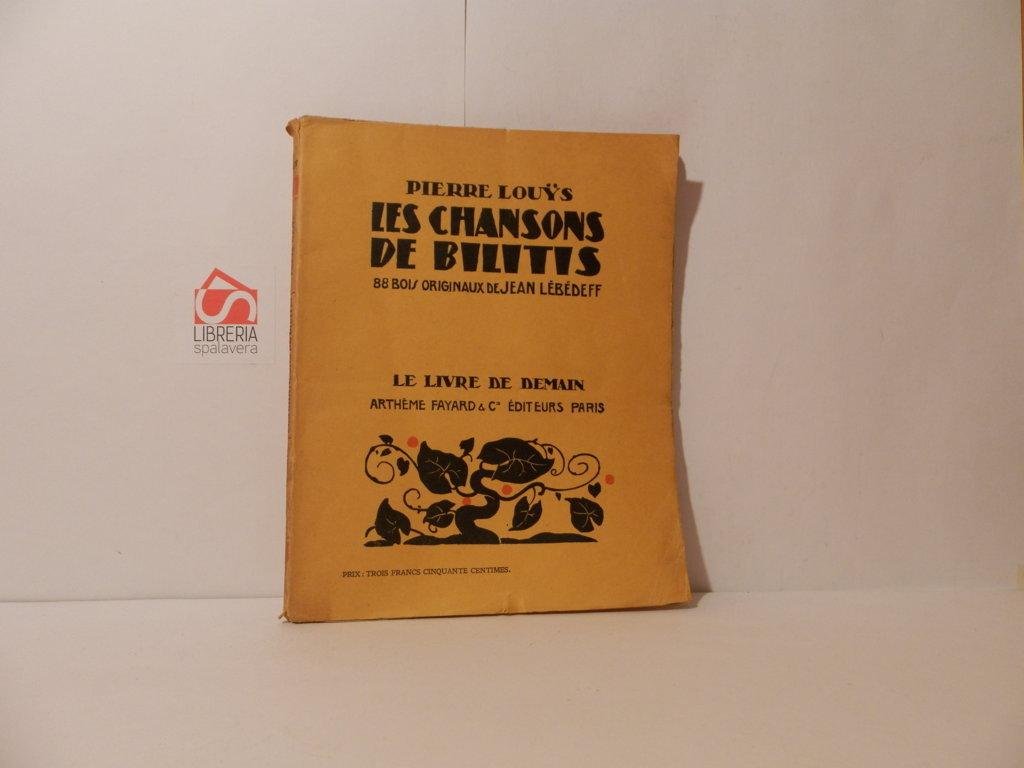 PIERRE LOUŸS
LES CHANSONS
DE BILITIS
88 BOIS ORIGINAUX DE JEAN LÉBÉDEFF
LE LIVRE DE DEMAIN
ARTHÈME FAYARD & Cie ÉDITEURS PARIS
PRIX : TROIS FRANCS CINQUANTE CENTIMES.
LIBRERIA
spalavera